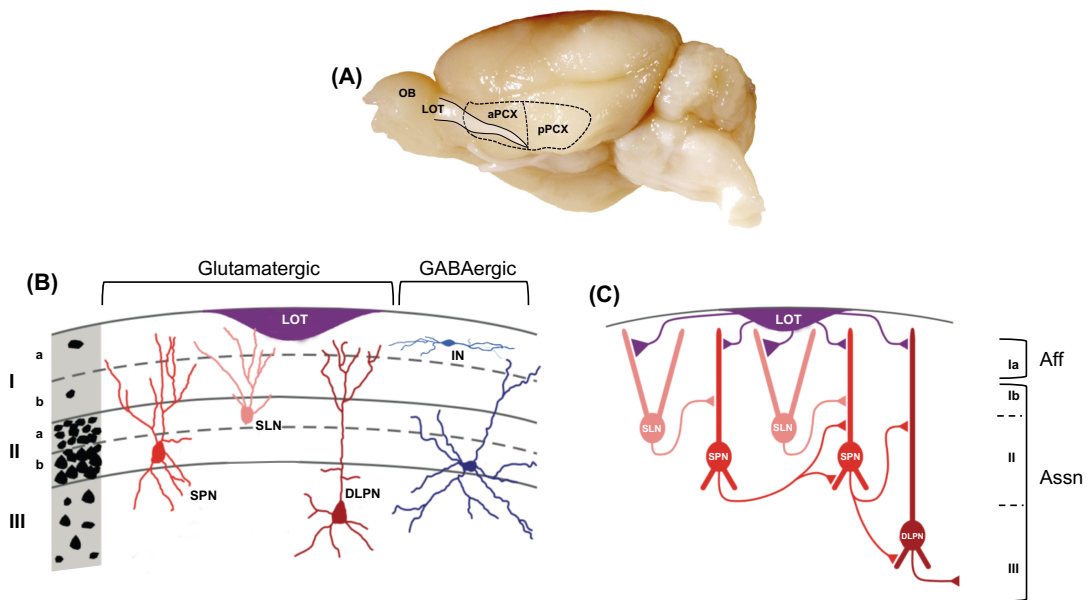 (A)
OB
LOT
aPCX
pPCX
(B)
Glutamatergic
GABAergic
LOT
a
I
b
a
II
b
III
IN
SLN
SPN
DLPN
(C)
LOT
SLN
SPN
SLN
SPN
DLPN
Ia
Aff
Ib
II
Assn
III